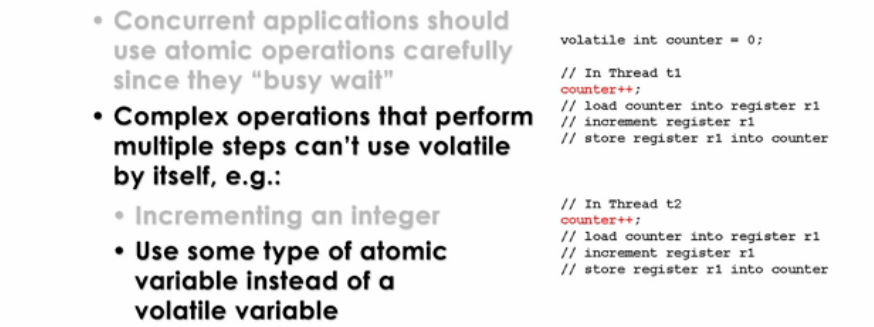 • Concurrent applications should
use atomic operations carefully
since they “busy wait”
• Complex operations that perform
multiple steps can’t use volatile
by itself, e.g.:
• Incrementing an integer
• Use some type of atomic
variable instead of a
volatile variable
volatile int counter = 0;
// In Thread t1
counter++;
// load counter into register r1
// increment register r1
// store register r1 into counter
// In Thread t2
counter++;
// load counter into register r1
// increment register r1
// store register r1 into counter